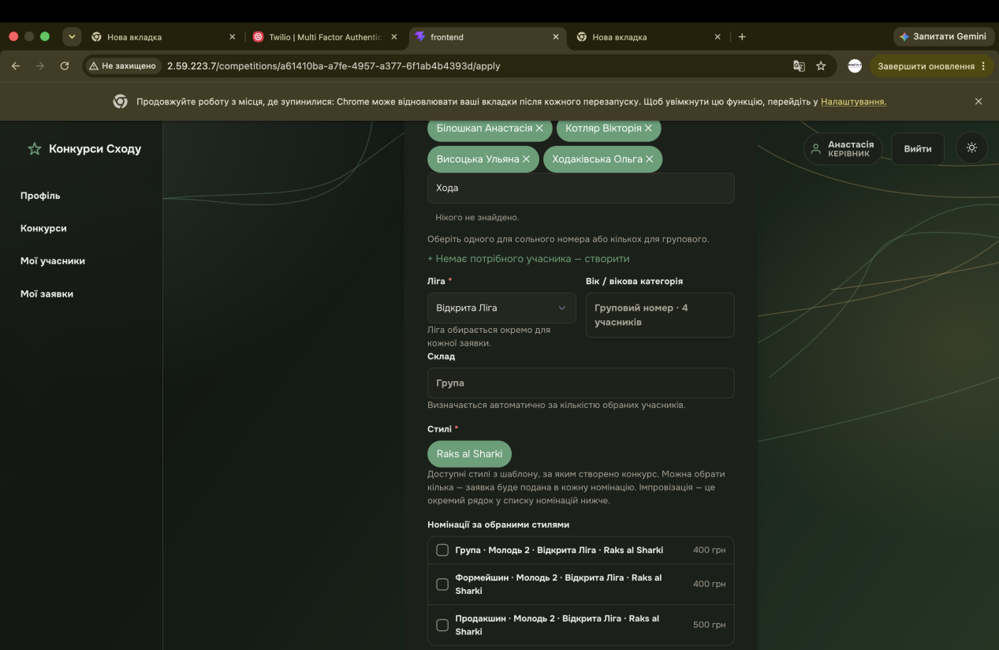 Нова вкладка
Twilio | Multi Factor Authentic
frontend
Нова вкладка
Запитати Gemini
Не захищено
2.59.223.7/competitions/a61410ba-a7fe-4957-a377-6f1ab4b4393d/apply
Завершити оновлення
Продовжуйте роботу з місця, де зупинилися: Chrome може відновлювати ваші вкладки після кожного перезапуску. Щоб увімкнути цю функцію, перейдіть у Налаштування.
Конкурси Сходу
Профіль
Конкурси
Мої учасники
Мої заявки
Анастасія
КЕРІВНИК
Вийти
Білошкап Анастасія ×
Котляр Вікторія ×
Височька Ульяна ×
Ходаківська Ольга ×
Хода
Нікого не знайдено.
Оберіть одного для сольного номера або кількох для групового.
+ Немає потрібного учасника — створити
Ліга *
Відкрита Ліга
Ліга обирається окремо для
кожної заявки.
Вік / вікова категорія
Груповий номер · 4
учасників
Склад
Група
Визначається автоматично за кількістю обраних учасників.
Стилі *
Raks al Sharki
Доступні стилі з шаблону, за яким створено конкурс. Можна обрати
кілька — заявка буде подана в кожну номінацію. Імпровізація — це
окремий рядок у списку номінацій нижче.
Номінації за обраними стилями
Група · Молодь 2 · Відкрита Ліга · Raks al Sharki
400 грн
Формейшин · Молодь 2 · Відкрита Ліга · Raks al
Sharki
400 грн
Продакшин · Молодь 2 · Відкрита Ліга · Raks al
Sharki
500 грн